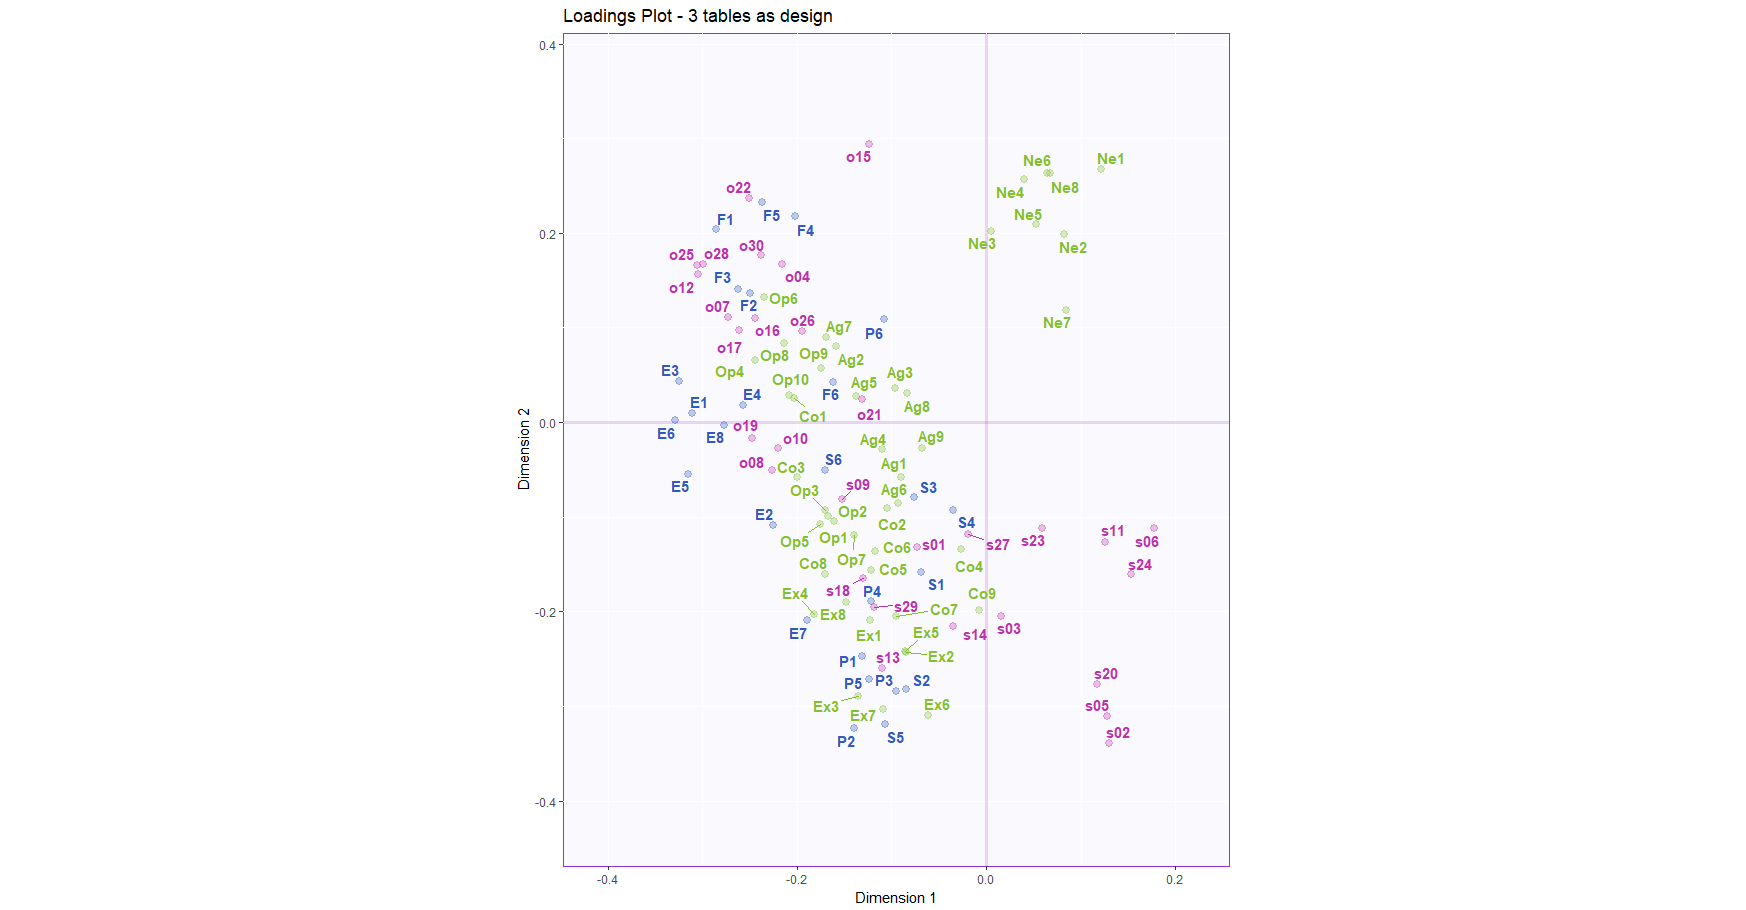 Loadings Plot - 3 tables as design
0.4
o15
Ne6
Ne1
Ne4
Ne8
o22
F1
F5
F4
Ne5
Ne3
Ne2
0.2
o25
o28
o30
o12
F3
o04
F2
Op6
o07
o16
o26
Ag7
P6
Ne7
o17
Op8
Op9
Ag2
Op4
E3
Op10
Ag5
Ag3
E1
E4
F6
Ag8
Co1
o21
0.0
E6
E8
o19
o10
Ag4
Ag9
o08
Co3
S6
Ag1
E5
Op3
s09
Ag6
S3
E2
Op2
Co2
S4
s11
Op5
Op1
Co6
s01
s27
s23
s06
Op7
Co8
Co5
Co4
s24
s18
P4
S1
Ex4
Ex8
s29
Co7
Co9
-0.2
E7
Ex1
Ex5
s14
s03
P1
s13
Ex2
P5
P3
S2
s20
Ex3
Ex7
Ex6
s05
P2
S5
s02
-0.4
Dimension 2
-0.4
-0.2
0.0
0.2
Dimension 1